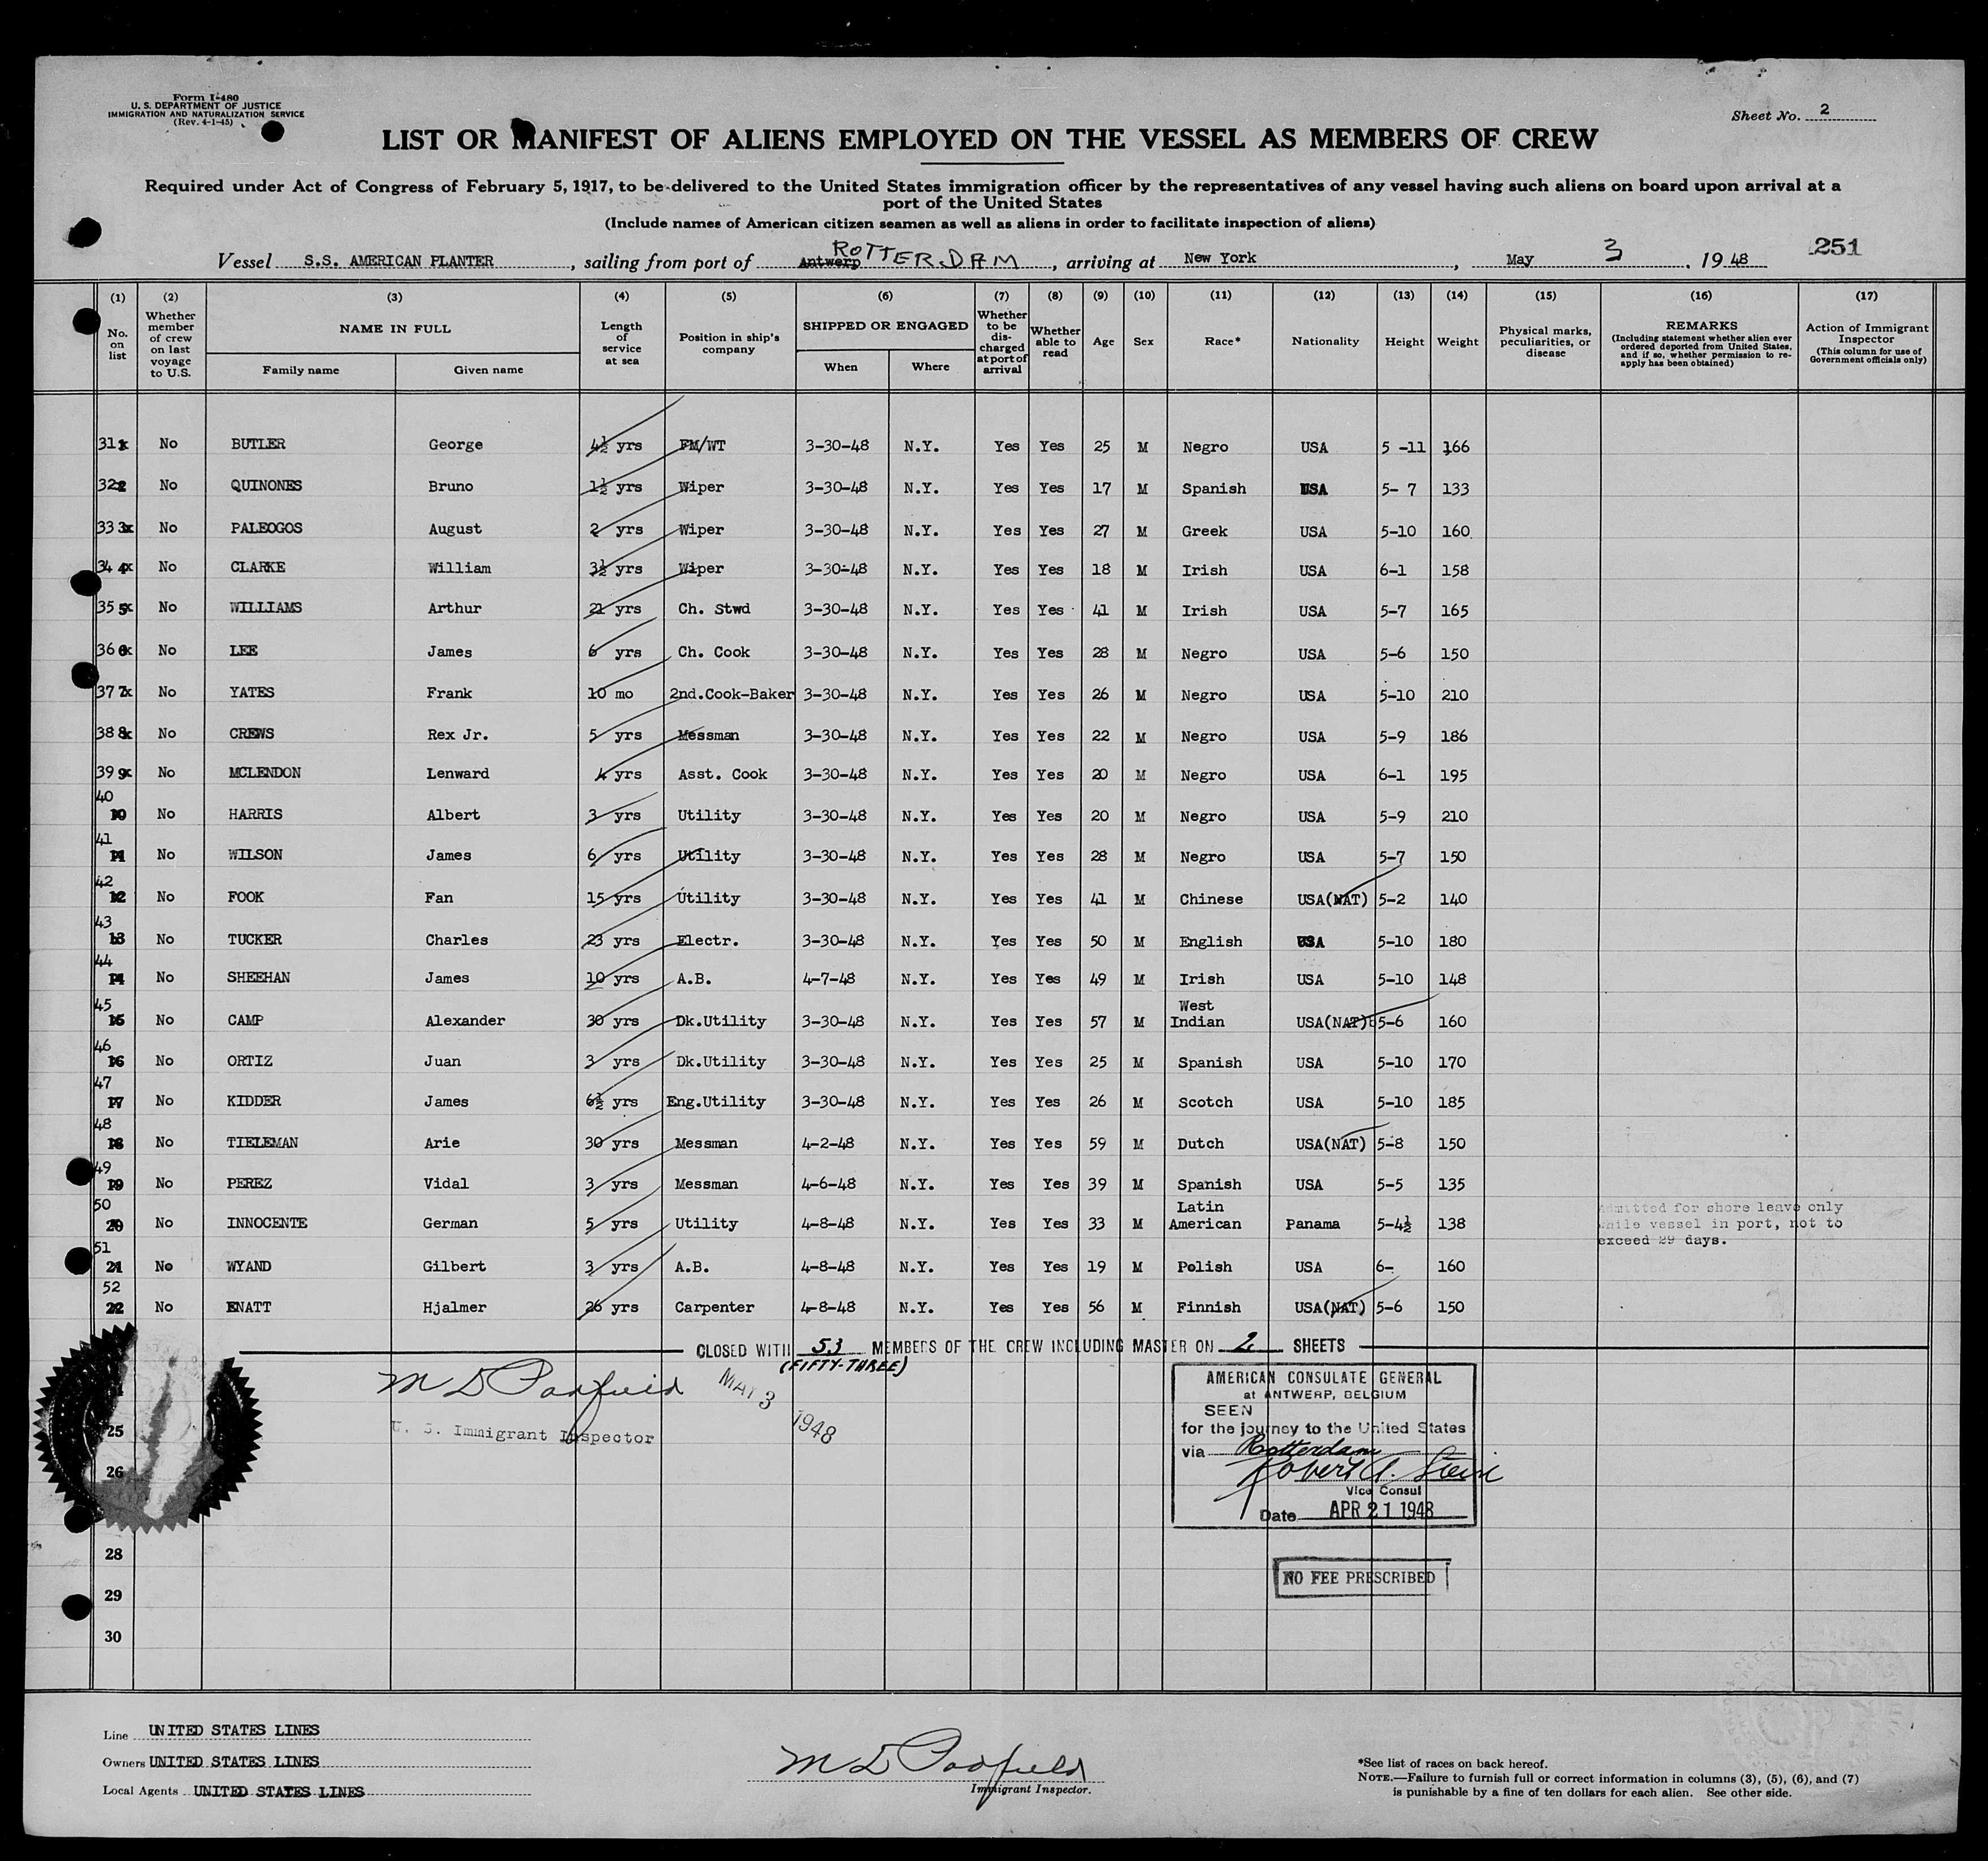 Form I-480
U. S. DEPARTMENT OF JUSTICE
IMMIGRATION AND NATURALIZATION SERVICE
(Rev. 4-1-45)
Sheet No. 2
LIST OR MANIFEST OF ALIENS EMPLOYED ON THE VESSEL AS MEMBERS OF CREW
Required under Act of Congress of February 5, 1917, to be delivered to the United States immigration officer by the representatives of any vessel having such aliens on board upon arrival at a
port of the United States
(Include names of American citizen seamen as well as aliens in order to facilitate inspection of aliens)
Vessel S.S. AMERICAN PLANTER, sailing from port of Antwerp ROTTERDAM, arriving at New York, May 3, 1948 251
(1) No. on list (2) Whether member of crew on last voyage to U.S. (3) NAME IN FULL Family name Given name (4) Length of service at sea (5) Position in ship's company (6) SHIPPED OR ENGAGED When Where (7) Whether to be discharged at port of arrival (8) Whether able to read (9) Age (10) Sex (11) Race* (12) Nationality (13) Height (14) Weight (15) Physical marks, peculiarities, or disease (16) REMARKS (Including statement whether alien ever ordered deported from United States, and if so, whether permission to re-apply has been obtained) (17) Action of Immigrant Inspector (This column for use of Government officials only)
31 No BUTLER George 4½ yrs FM/WT 3-30-48 N.Y. Yes Yes 25 M Negro USA 5 -11 166
32 No QUINONES Bruno 1½ yrs Wiper 3-30-48 N.Y. Yes Yes 17 M Spanish USA 5- 7 133
33 No PALEOGOS August 2 yrs Wiper 3-30-48 N.Y. Yes Yes 27 M Greek USA 5-10 160
34 No CLARKE William 3½ yrs Wiper 3-30-48 N.Y. Yes Yes 18 M Irish USA 6-1 158
35 No WILLIAMS Arthur 21 yrs Ch. Stwd 3-30-48 N.Y. Yes Yes 41 M Irish USA 5-7 165
36 No LEE James 6 yrs Ch. Cook 3-30-48 N.Y. Yes Yes 28 M Negro USA 5-6 150
37 No YATES Frank 10 mo 2nd.Cook-Baker 3-30-48 N.Y. Yes Yes 26 M Negro USA 5-10 210
38 No CREWS Rex Jr. 5 yrs Messman 3-30-48 N.Y. Yes Yes 22 M Negro USA 5-9 186
39 No MCLENDON Lenward 4 yrs Asst. Cook 3-30-48 N.Y. Yes Yes 20 M Negro USA 6-1 195
40 No HARRIS Albert 3 yrs Utility 3-30-48 N.Y. Yes Yes 20 M Negro USA 5-9 210
41 No WILSON James 6 yrs Utility 3-30-48 N.Y. Yes Yes 28 M Negro USA 5-7 150
42 No FOOK Fan 15 yrs Utility 3-30-48 N.Y. Yes Yes 41 M Chinese USA(NAT) 5-2 140
43 No TUCKER Charles 23 yrs Electr. 3-30-48 N.Y. Yes Yes 50 M English USA 5-10 180
44 No SHEEHAN James 10 yrs A.B. 4-7-48 N.Y. Yes Yes 49 M Irish USA 5-10 148
45 No CAMP Alexander 30 yrs Dk.Utility 3-30-48 N.Y. Yes Yes 57 M West Indian USA(NAT) 5-6 160
46 No ORTIZ Juan 3 yrs Dk.Utility 3-30-48 N.Y. Yes Yes 25 M Spanish USA 5-10 170
47 No KIDDER James 6½ yrs Eng.Utility 3-30-48 N.Y. Yes Yes 26 M Scotch USA 5-10 185
48 No TIELEMAN Arie 30 yrs Messman 4-2-48 N.Y. Yes Yes 59 M Dutch USA(NAT) 5-8 150
49 No PEREZ Vidal 3 yrs Messman 4-6-48 N.Y. Yes Yes 39 M Spanish USA 5-5 135
50 No INNOCENTE German 5 yrs Utility 4-8-48 N.Y. Yes Yes 33 M Latin American Panama 5-4½ 138 Admitted for shore leave only while vessel in port, not to exceed 29 days.
51 No WYAND Gilbert 3 yrs A.B. 4-8-48 N.Y. Yes Yes 19 M Polish USA 6- 160
52 No ENATT Hjalmer 26 yrs Carpenter 4-8-48 N.Y. Yes Yes 56 M Finnish USA(NAT) 5-6 150
CLOSED WITH 53 MEMBERS OF THE CREW INCLUDING MASTER ON 2 SHEETS
(FIFTY-THREE)
M D Padfield
U. S. Immigrant Inspector
MAY 3 1948
AMERICAN CONSULATE GENERAL
at ANTWERP, BELGIUM
SEEN
for the journey to the United States
via Rotterdam
Vice Consul
Date APR 21 1948
25
26
28
NO FEE PRESCRIBED
29
30
Line UNITED STATES LINES
Owners UNITED STATES LINES
Local Agents UNITED STATES LINES
M D Padfield
Immigrant Inspector.
*See list of races on back hereof.
NOTE.—Failure to furnish full or correct information in columns (3), (5), (6), and (7)
is punishable by a fine of ten dollars for each alien. See other side.